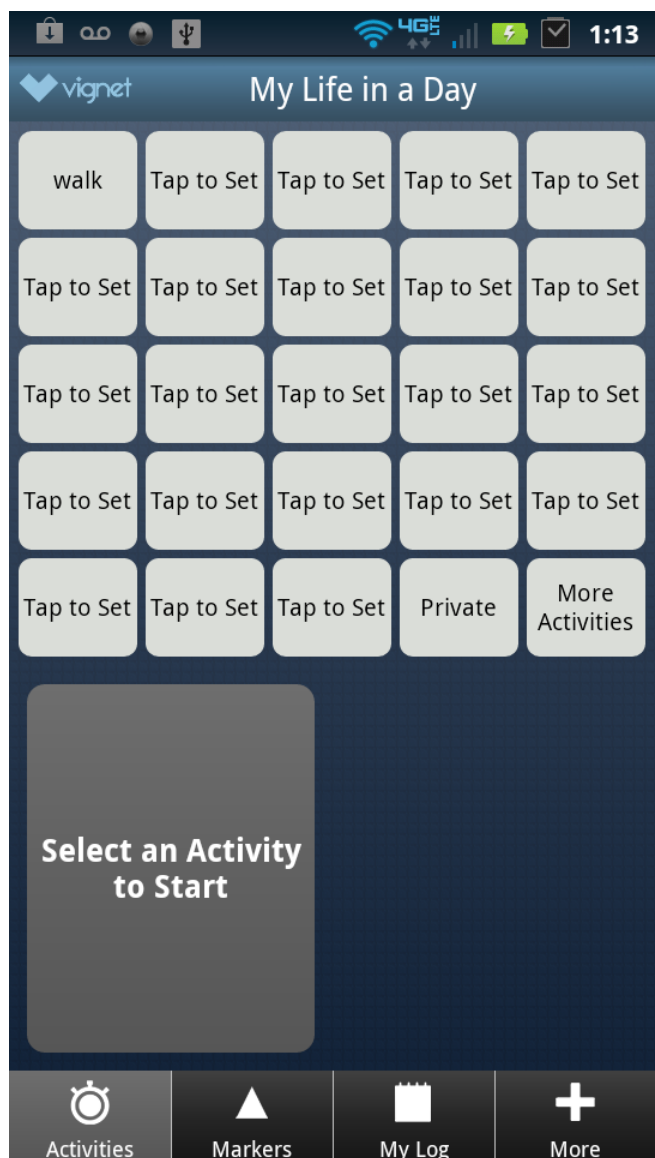 4G LTE 1:13
vignet My Life in a Day
walk Tap to Set Tap to Set Tap to Set Tap to Set
Tap to Set Tap to Set Tap to Set Tap to Set Tap to Set
Tap to Set Tap to Set Tap to Set Tap to Set Tap to Set
Tap to Set Tap to Set Tap to Set Tap to Set Tap to Set
Tap to Set Tap to Set Tap to Set Private More Activities
Select an Activity
to Start
Activities Markers My Log More